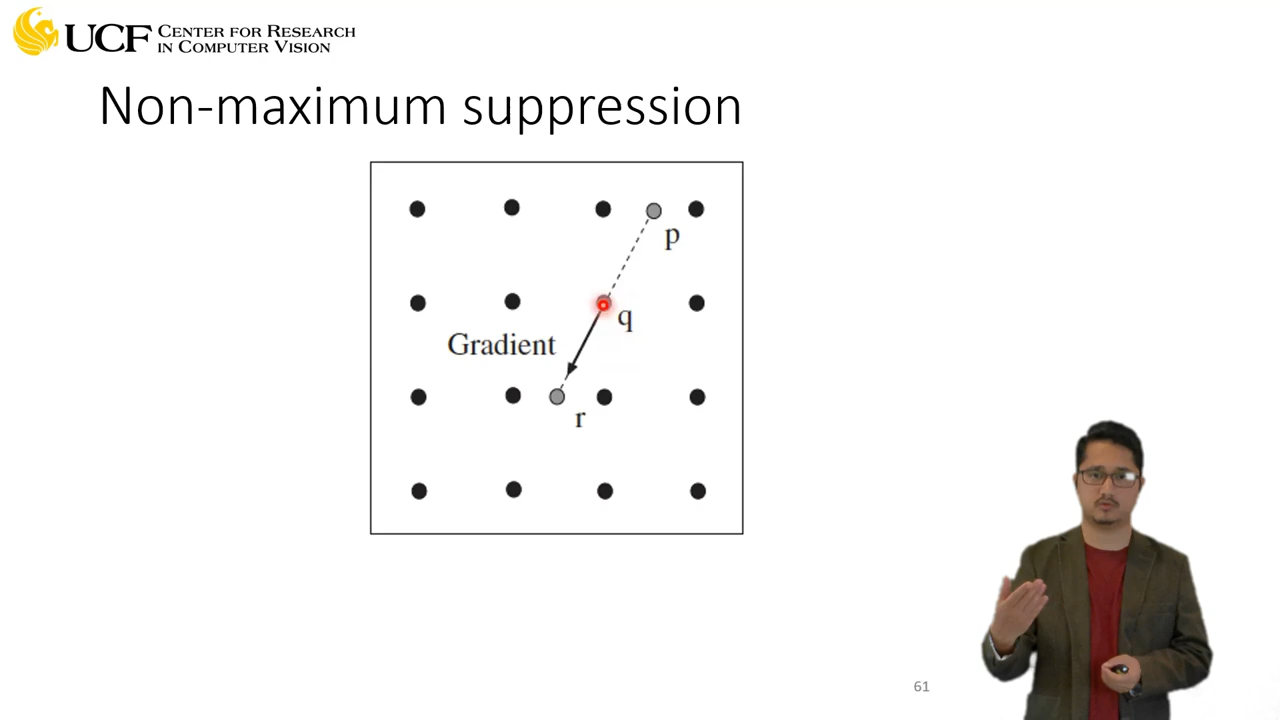 UCF CENTER FOR RESEARCH
IN COMPUTER VISION
Non-maximum suppression
p
q
Gradient
r
61